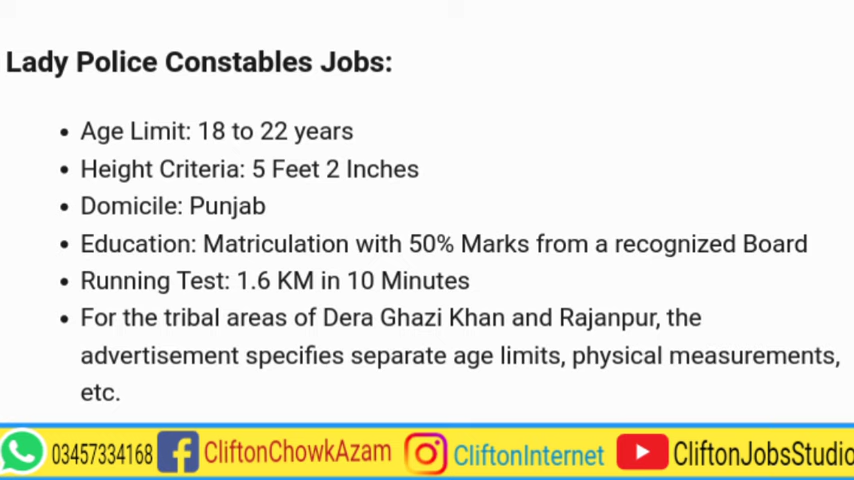 Lady Police Constables Jobs:
• Age Limit: 18 to 22 years
• Height Criteria: 5 Feet 2 Inches
• Domicile: Punjab
• Education: Matriculation with 50% Marks from a recognized Board
• Running Test: 1.6 KM in 10 Minutes
• For the tribal areas of Dera Ghazi Khan and Rajanpur, the
advertisement specifies separate age limits, physical measurements,
etc.
03457334168 CliftonChowkAzam CliftonInternet CliftonJobsStudio